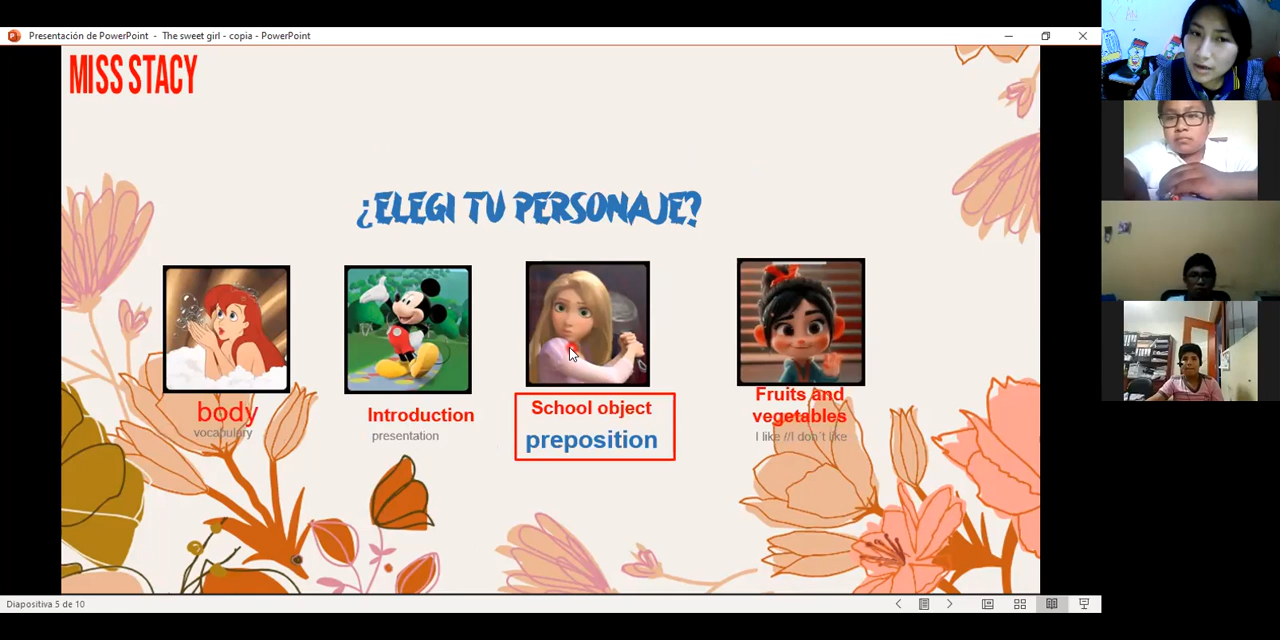 Presentación de PowerPoint - The sweet girl - copia - PowerPoint
MISS STACY
¿ELEGI TU PERSONAJE?
body
vocabulary
Introduction
presentation
School object
preposition
Fruits and
vegetables
I like //I don´t like
Diapositiva 5 de 10